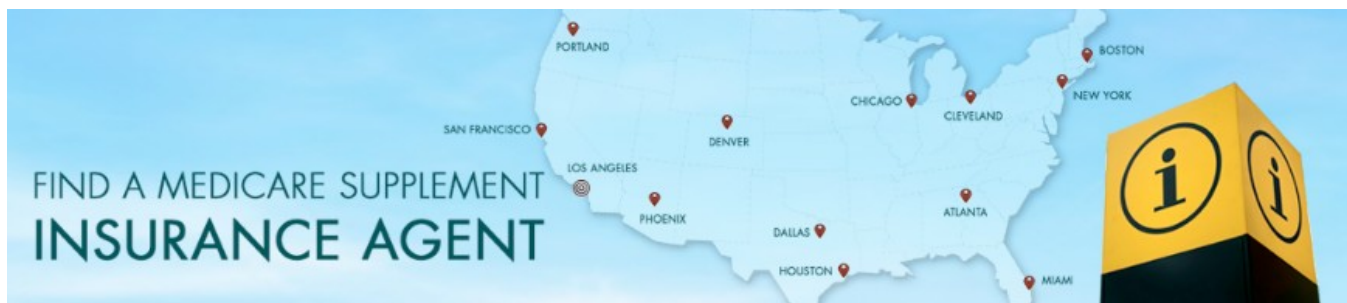 PORTLAND
BOSTON
NEW YORK
CHICAGO
CLEVELAND
SAN FRANCISCO
DENVER
LOS ANGELES
FIND A MEDICARE SUPPLEMENT
INSURANCE AGENT
PHOENIX
ATLANTA
DALLAS
HOUSTON
MIAMI
i
i